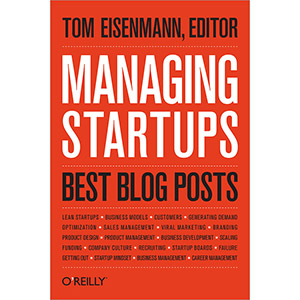 TOM EISENMANN, EDITOR
MANAGING
STARTUPS
BEST BLOG POSTS
LEAN STARTUPS • BUSINESS MODELS • CUSTOMERS • GENERATING DEMAND
OPTIMIZATION • SALES MANAGEMENT • VIRAL MARKETING • BRANDING
PRODUCT DESIGN • PRODUCT MANAGEMENT • BUSINESS DEVELOPMENT • SCALING
FUNDING • COMPANY CULTURE • RECRUITING • STARTUP BOARDS • FAILURE
GETTING OUT • STARTUP MINDSET • BUSINESS MANAGEMENT • CAREER MANAGEMENT
O'REILLY®